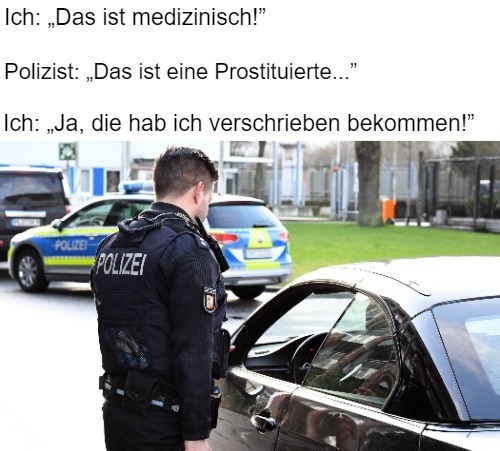 Ich: „Das ist medizinisch!”
Polizist: „Das ist eine Prostituierte...”
Ich: „Ja, die hab ich verschrieben bekommen!”
POLIZEI
POLIZEI